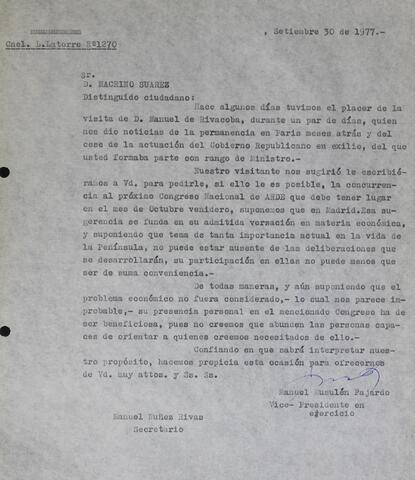 , Setiembre 30 de 1977.-
Cnel. L.Latorre Nº1270
Sr.
D. MACRINO SUAREZ
Distinguido ciudadano:
Hace algunos días tuvimos el placer de la
visita de D. Manuel de Rivacoba, durante un par de días, quien
nos dio noticias de la permanencia en Paris meses atrás y del
cese de la actuación del Gobierno Republicano en exilio, del que
usted formaba parte con rango de Ministro.-
Nuestro visitante nos sugirió le escribié-
ramos a Vd. para pedirle, si ello le es posible, la concurren-
cia al próximo Congreso Nacional de ARDE que debe tener lugar
en el mes de Octubre venidero, suponemos que en Madrid.Esa su-
gerencia se funda en su admitida versación en materia económica,
y suponiendo que tema de tanta importancia actual en la vida de
la Península, no puede estar ausente de las deliberaciones que
se desarrollarán, su participación en ellas no puede menos que
ser de suma conveniencia.-
De todas maneras, y aún suponiendo que el
problema económico no fuera considerado,- lo cual nos parece im-
probable,- su presencia personal en el mencionado Congreso ha de
ser beneficiosa, pues no creemos que abunden las personas capa-
ces de orientar a quienes creemos necesitados de ello.-
Confiando en que sabrá interpretar nues-
tro propósito, hacemos propicia esta ocasión para ofrecernos
de Vd. muy attos. y Ss. Ss.
Manuel Musulén Fajardo
Vice- Presidente en
ejercicio
Manuel Nuñez Rivas
Secretario